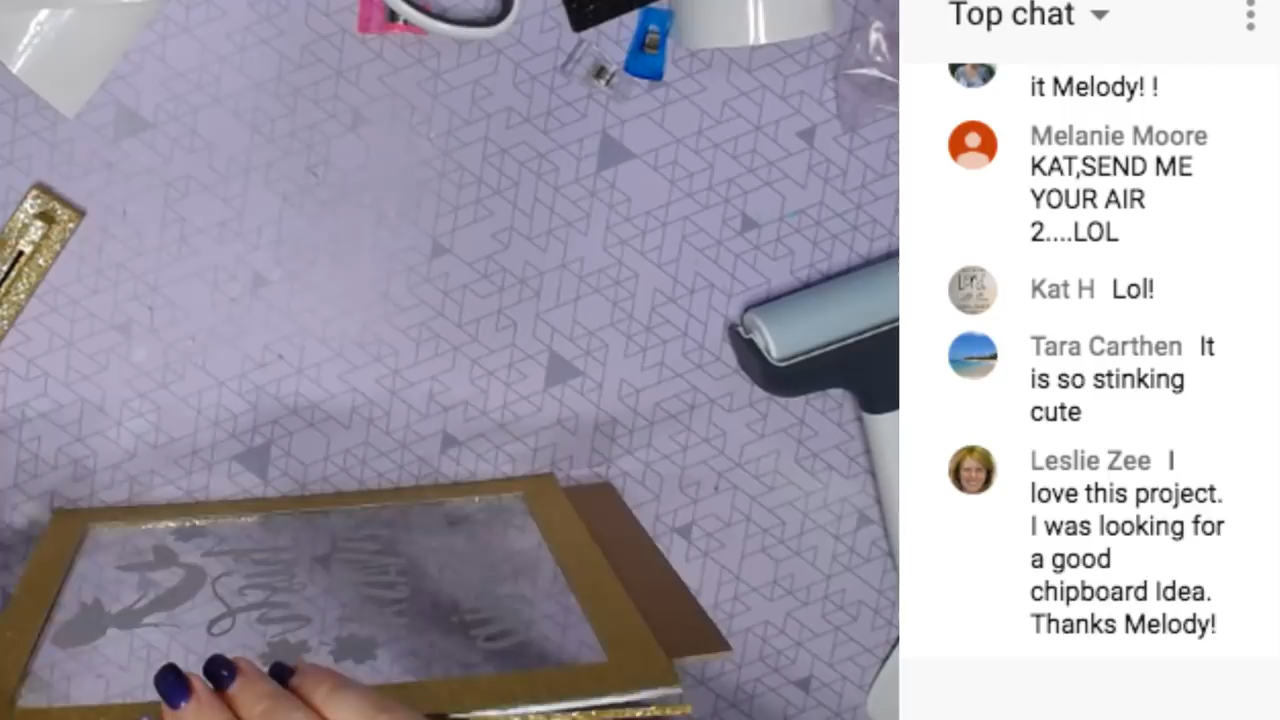 Top chat
it Melody! !
Melanie Moore
KAT,SEND ME
YOUR AIR
2....LOL
Kat H Lol!
Tara Carthen It
is so stinking
cute
Leslie Zee I
love this project.
I was looking for
a good
chipboard Idea.
Thanks Melody!